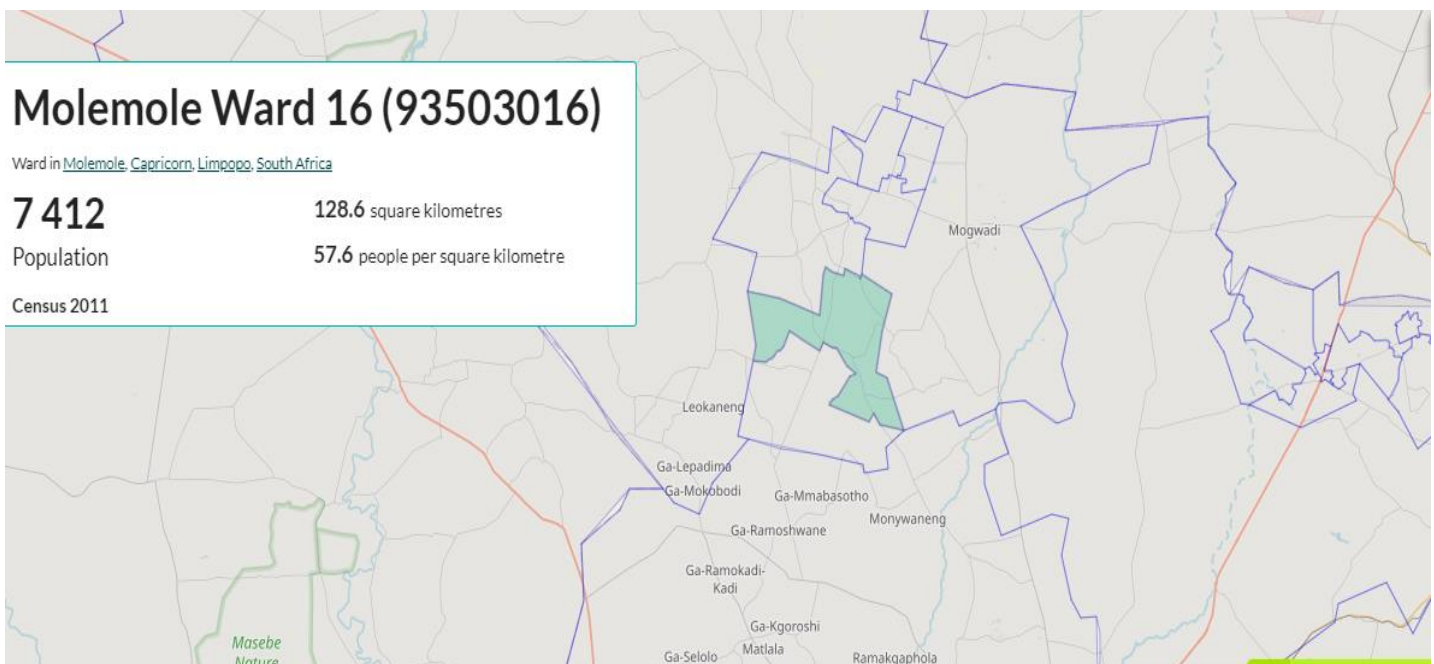 Molemole Ward 16 (93503016)
Ward in Molemole, Capricorn, Limpopo, South Africa
7 412
Population
128.6 square kilometres
57.6 people per square kilometre
Census 2011
Mogwadi
Leokaneng
Ga-Lepadima
Ga-Mokobodi
Ga-Mmabasotho
Monywaneng
Ga-Ramoshwane
Ga-Ramokadi-
Kadi
Ga-Kgoroshi
Matlala
Ga-Selolo
Ramakgaphola
Masebe
Nature